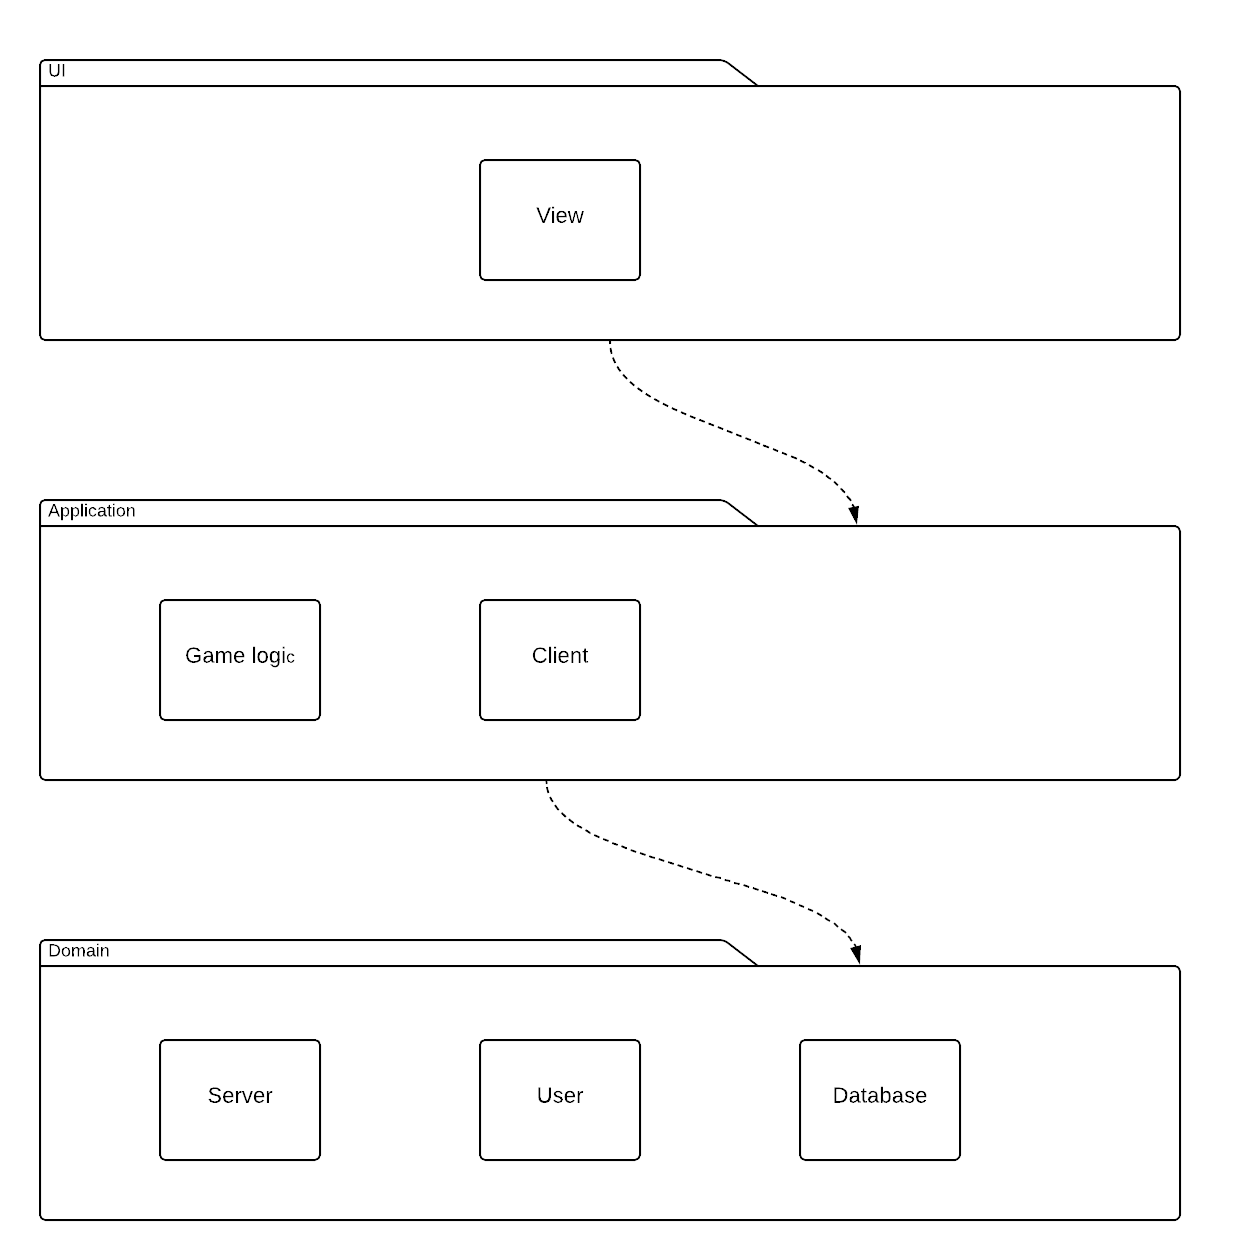 UI
View
Application
Game logic
Client
Domain
Server
User
Database